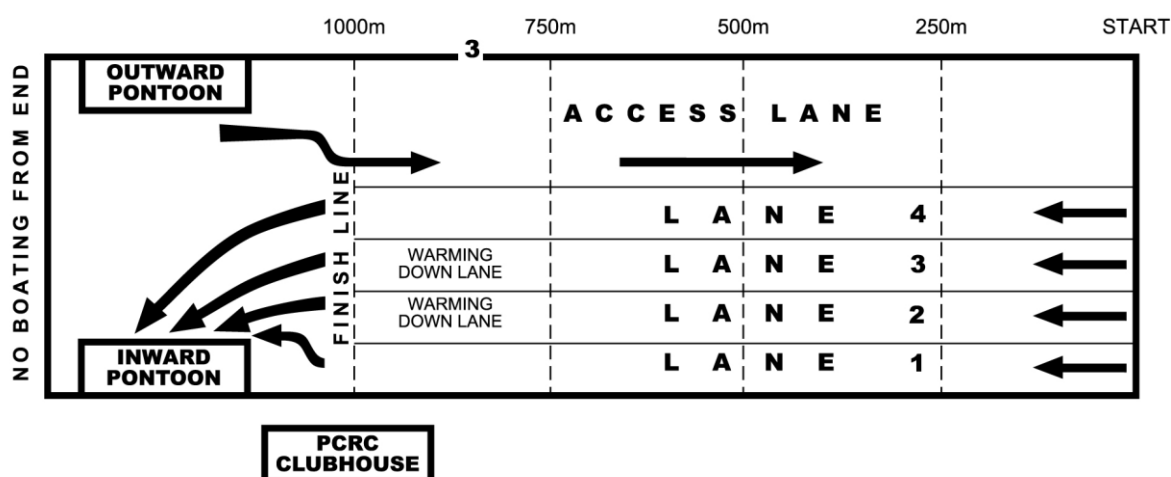 1000m 750m 500m 250m START
3
OUTWARD
PONTOON
NO BOATING FROM END
ACCESS LANE
FINISH LINE
LANE 4
WARMING
DOWN LANE
LANE 3
WARMING
DOWN LANE
LANE 2
LANE 1
INWARD
PONTOON
PCRC
CLUBHOUSE